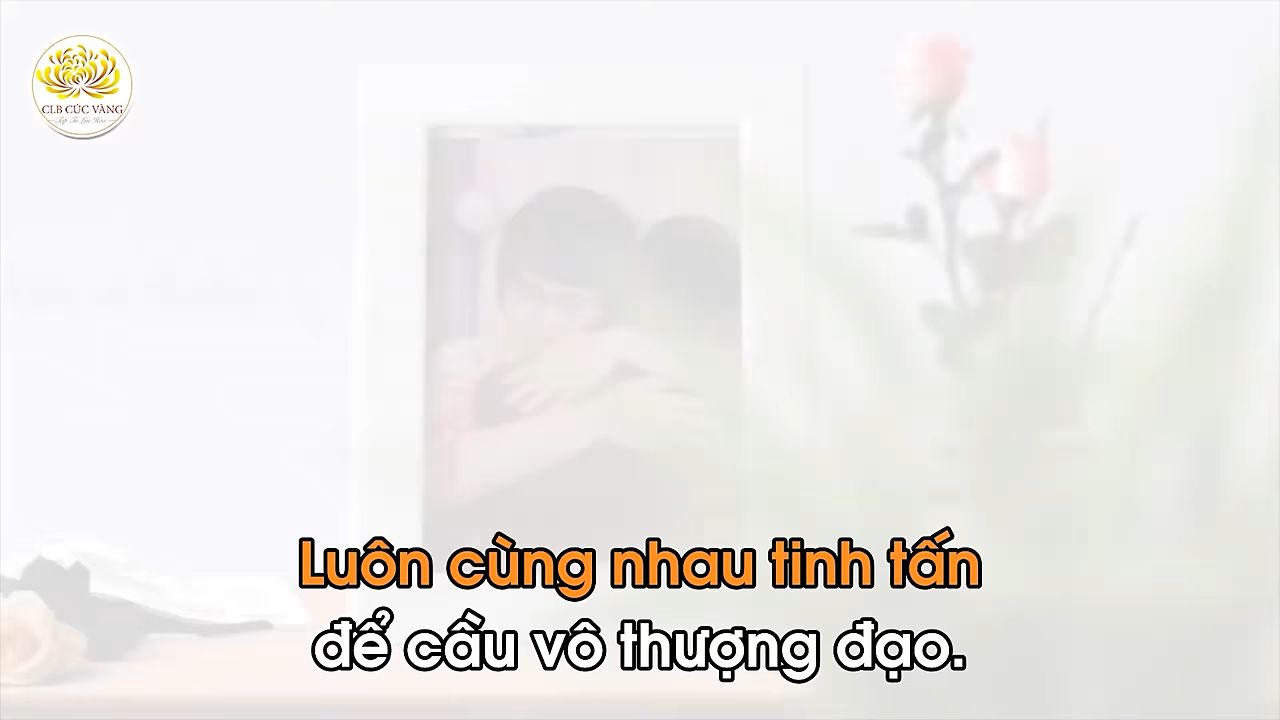 CLB CÚC VÀNG
Luôn cùng nhau tinh tấn
để cầu vô thượng đạo.